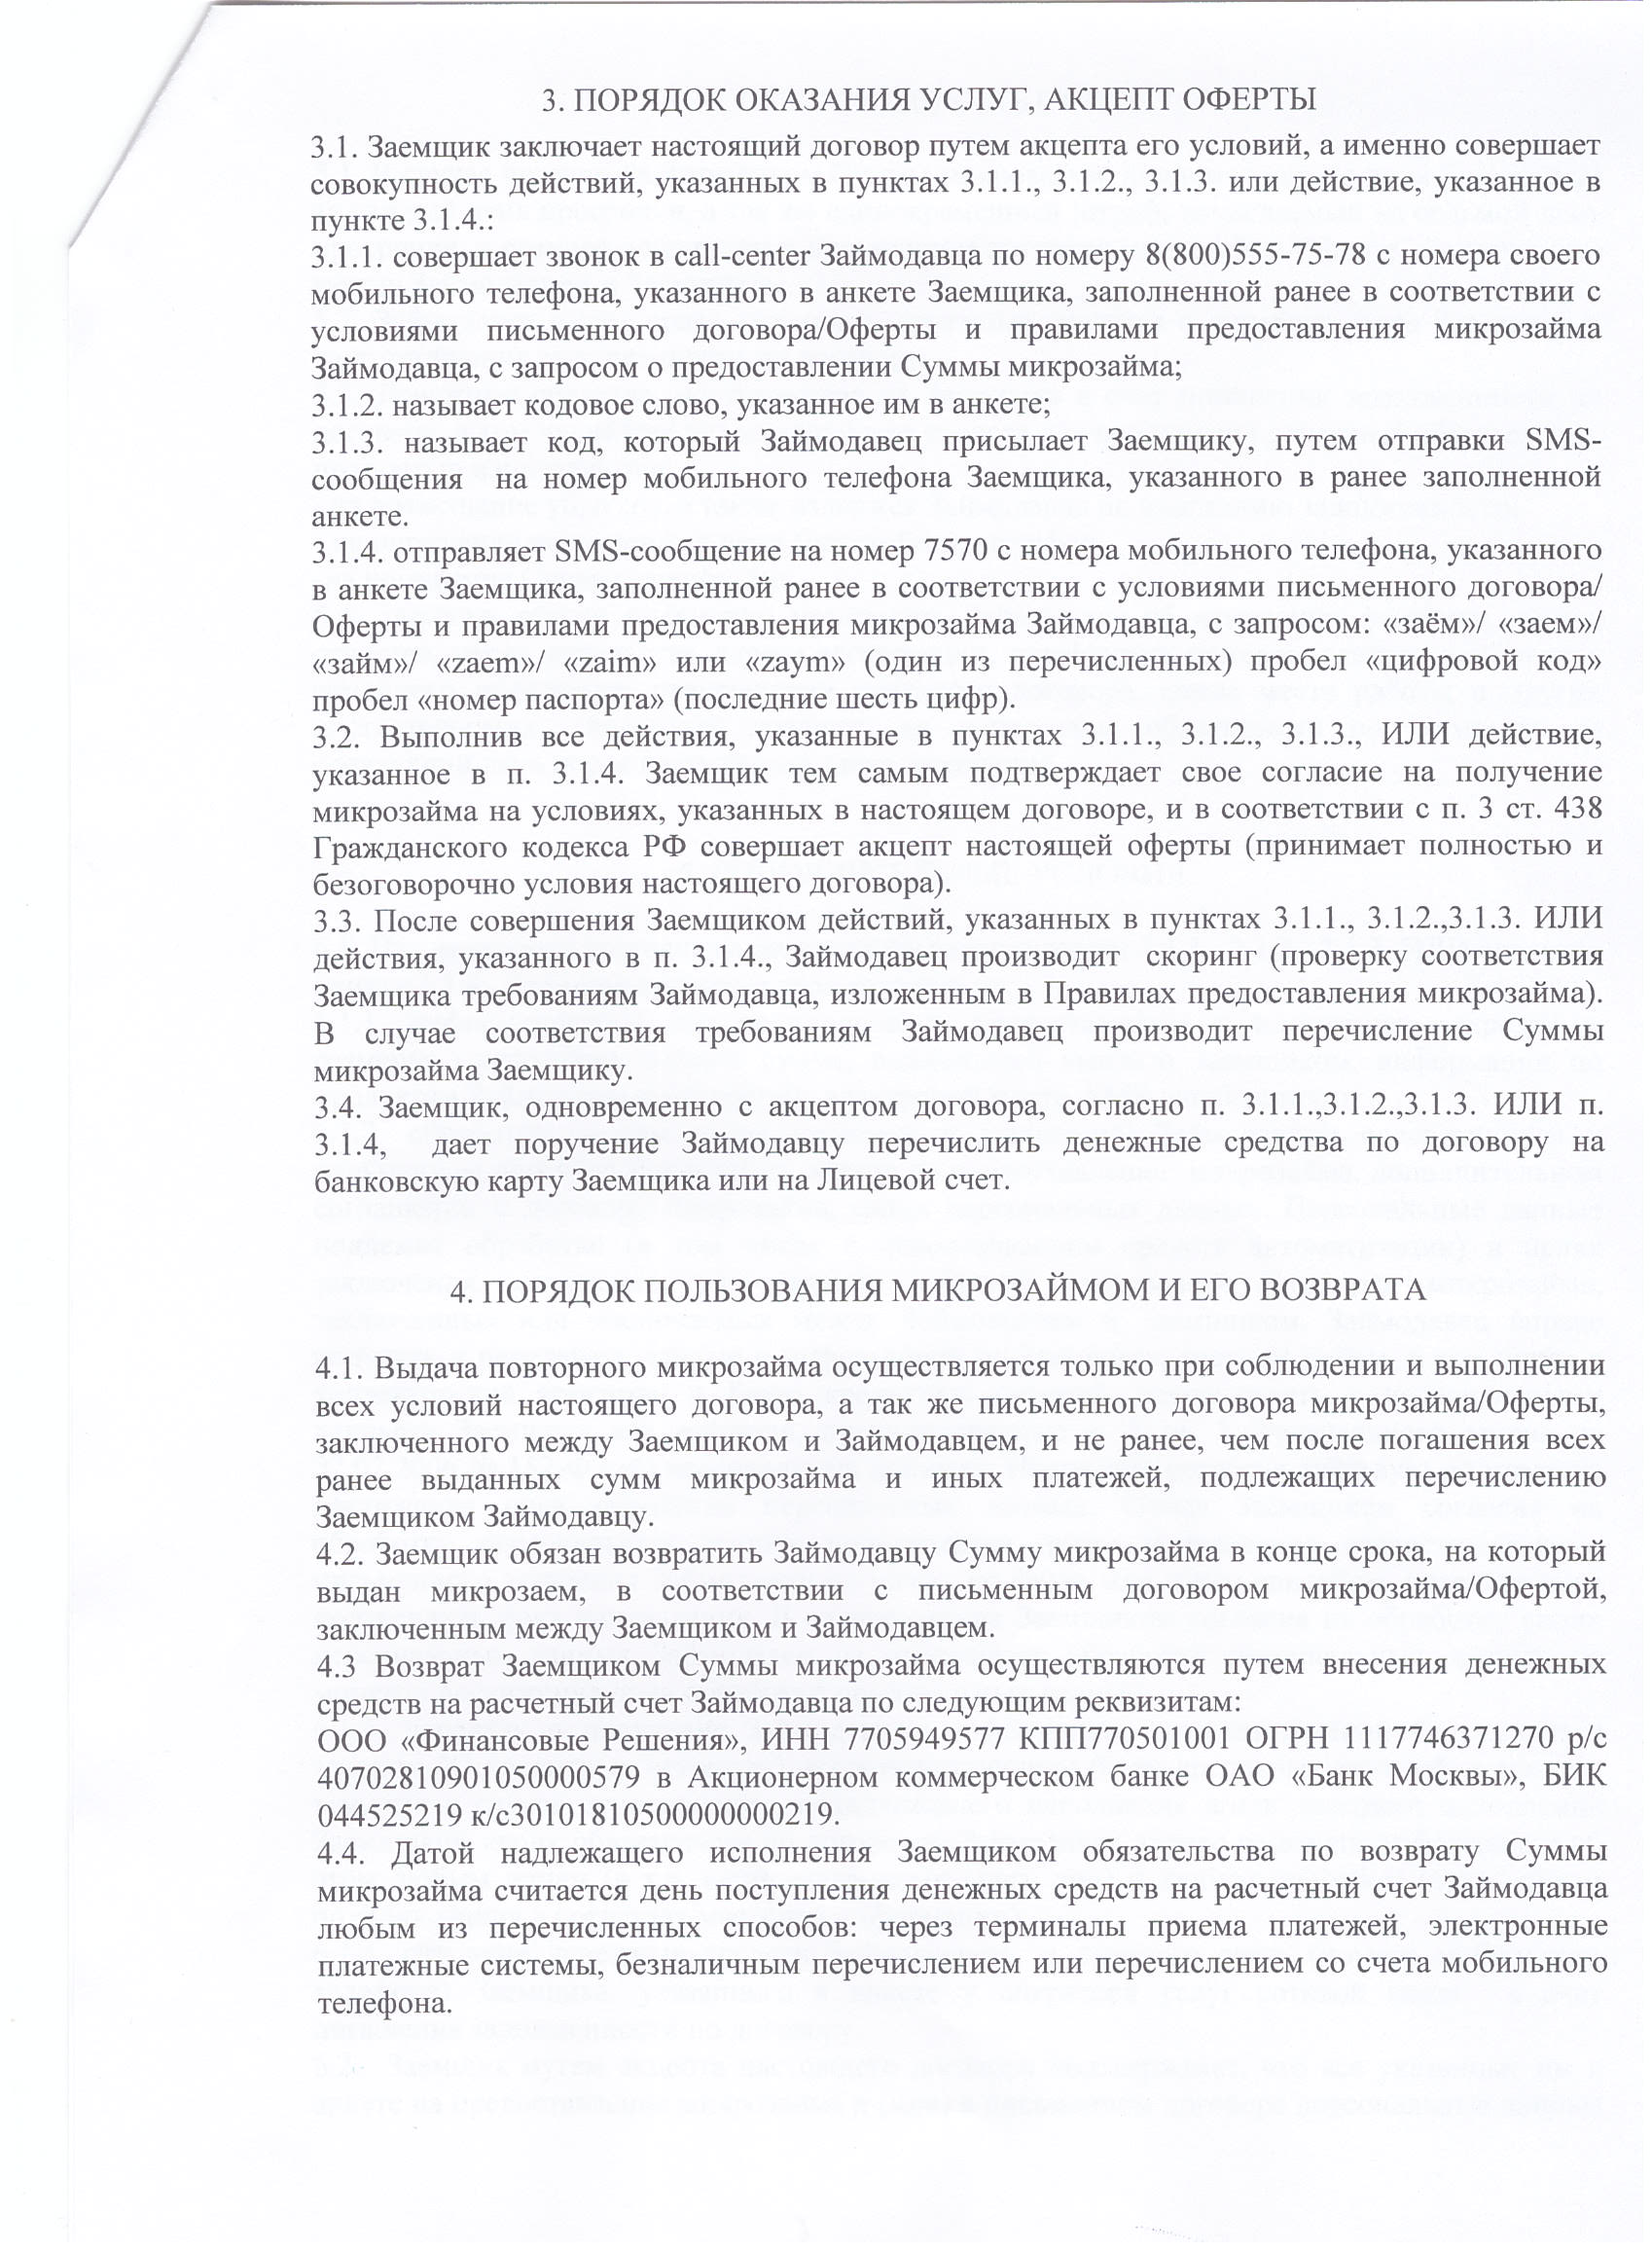 3. ПОРЯДОК ОКАЗАНИЯ УСЛУГ, АКЦЕПТ ОФЕРТЫ
3.1. Заемщик заключает настоящий договор путем акцепта его условий, а именно совершает
совокупность действий, указанных в пунктах 3.1.1., 3.1.2., 3.1.3. или действие, указанное в
пункте 3.1.4.:
3.1.1. совершает звонок в call-center Займодавца по номеру 8(800)555-75-78 с номера своего
мобильного телефона, указанного в анкете Заемщика, заполненной ранее в соответствии с
условиями письменного договора/Оферты и правилами предоставления микрозайма
Займодавца, с запросом о предоставлении Суммы микрозайма;
3.1.2. называет кодовое слово, указанное им в анкете;
3.1.3. называет код, который Займодавец присылает Заемщику, путем отправки SMS-
сообщения на номер мобильного телефона Заемщика, указанного в ранее заполненной
анкете.
3.1.4. отправляет SMS-сообщение на номер 7570 с номера мобильного телефона, указанного
в анкете Заемщика, заполненной ранее в соответствии с условиями письменного договора/
Оферты и правилами предоставления микрозайма Займодавца, с запросом: «заём»/ «заем»/
«займ»/ «zaem»/ «zaim» или «zaym» (один из перечисленных) пробел «цифровой код»
пробел «номер паспорта» (последние шесть цифр).
3.2. Выполнив все действия, указанные в пунктах 3.1.1., 3.1.2., 3.1.3., ИЛИ действие,
указанное в п. 3.1.4. Заемщик тем самым подтверждает свое согласие на получение
микрозайма на условиях, указанных в настоящем договоре, и в соответствии с п. 3 ст. 438
Гражданского кодекса РФ совершает акцепт настоящей оферты (принимает полностью и
безоговорочно условия настоящего договора).
3.3. После совершения Заемщиком действий, указанных в пунктах 3.1.1., 3.1.2.,3.1.3. ИЛИ
действия, указанного в п. 3.1.4., Займодавец производит скоринг (проверку соответствия
Заемщика требованиям Займодавца, изложенным в Правилах предоставления микрозайма).
В случае соответствия требованиям Займодавец производит перечисление Суммы
микрозайма Заемщику.
3.4. Заемщик, одновременно с акцептом договора, согласно п. 3.1.1.,3.1.2.,3.1.3. ИЛИ п.
3.1.4, дает поручение Займодавцу перечислить денежные средства по договору на
банковскую карту Заемщика или на Лицевой счет.
4. ПОРЯДОК ПОЛЬЗОВАНИЯ МИКРОЗАЙМОМ И ЕГО ВОЗВРАТА
4.1. Выдача повторного микрозайма осуществляется только при соблюдении и выполнении
всех условий настоящего договора, а так же письменного договора микрозайма/Оферты,
заключенного между Заемщиком и Займодавцем, и не ранее, чем после погашения всех
ранее выданных сумм микрозайма и иных платежей, подлежащих перечислению
Заемщиком Займодавцу.
4.2. Заемщик обязан возвратить Займодавцу Сумму микрозайма в конце срока, на который
выдан микрозаем, в соответствии с письменным договором микрозайма/Офертой,
заключенным между Заемщиком и Займодавцем.
4.3 Возврат Заемщиком Суммы микрозайма осуществляются путем внесения денежных
средств на расчетный счет Займодавца по следующим реквизитам:
ООО «Финансовые Решения», ИНН 7705949577 КПП770501001 ОГРН 1117746371270 р/с
40702810901050000579 в Акционерном коммерческом банке ОАО «Банк Москвы», БИК
044525219 к/с30101810500000000219.
4.4. Датой надлежащего исполнения Заемщиком обязательства по возврату Суммы
микрозайма считается день поступления денежных средств на расчетный счет Займодавца
любым из перечисленных способов: через терминалы приема платежей, электронные
платежные системы, безналичным перечислением или перечислением со счета мобильного
телефона.